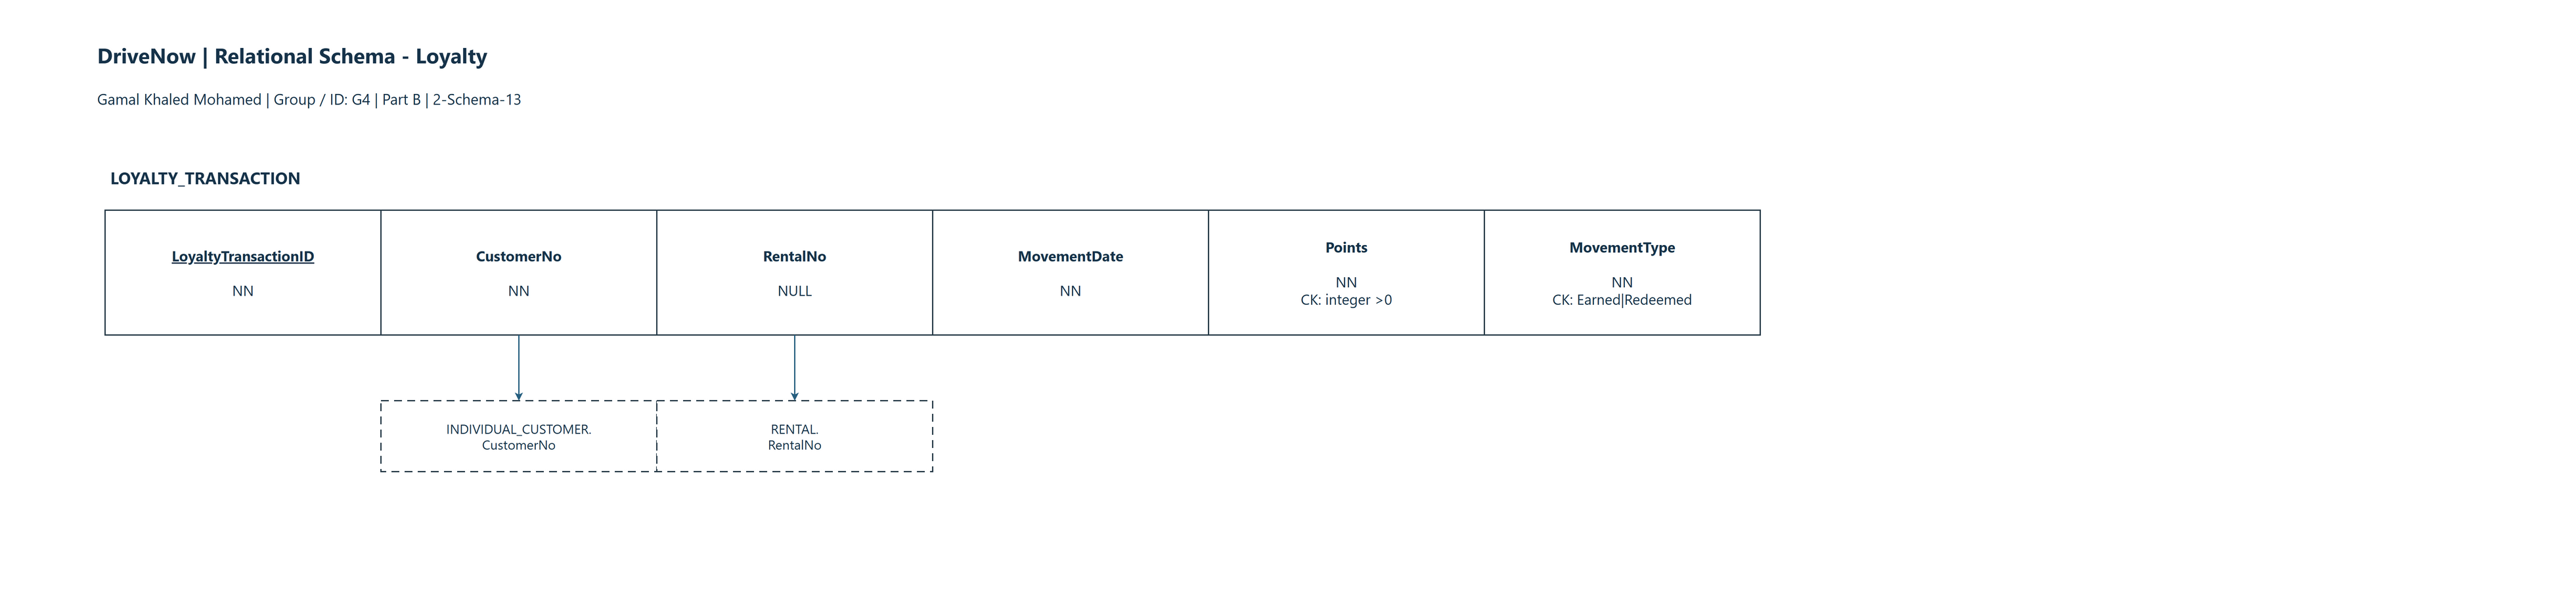 DriveNow | Relational Schema - Loyalty
Gamal Khaled Mohamed | Group / ID: G4 | Part B | 2-Schema-13
LOYALTY_TRANSACTION
LoyaltyTransactionID
NN
CustomerNo
NN
RentalNo
NULL
MovementDate
NN
Points
NN
CK: integer >0
MovementType
NN
CK: Earned|Redeemed
INDIVIDUAL_CUSTOMER.
CustomerNo
RENTAL.
RentalNo